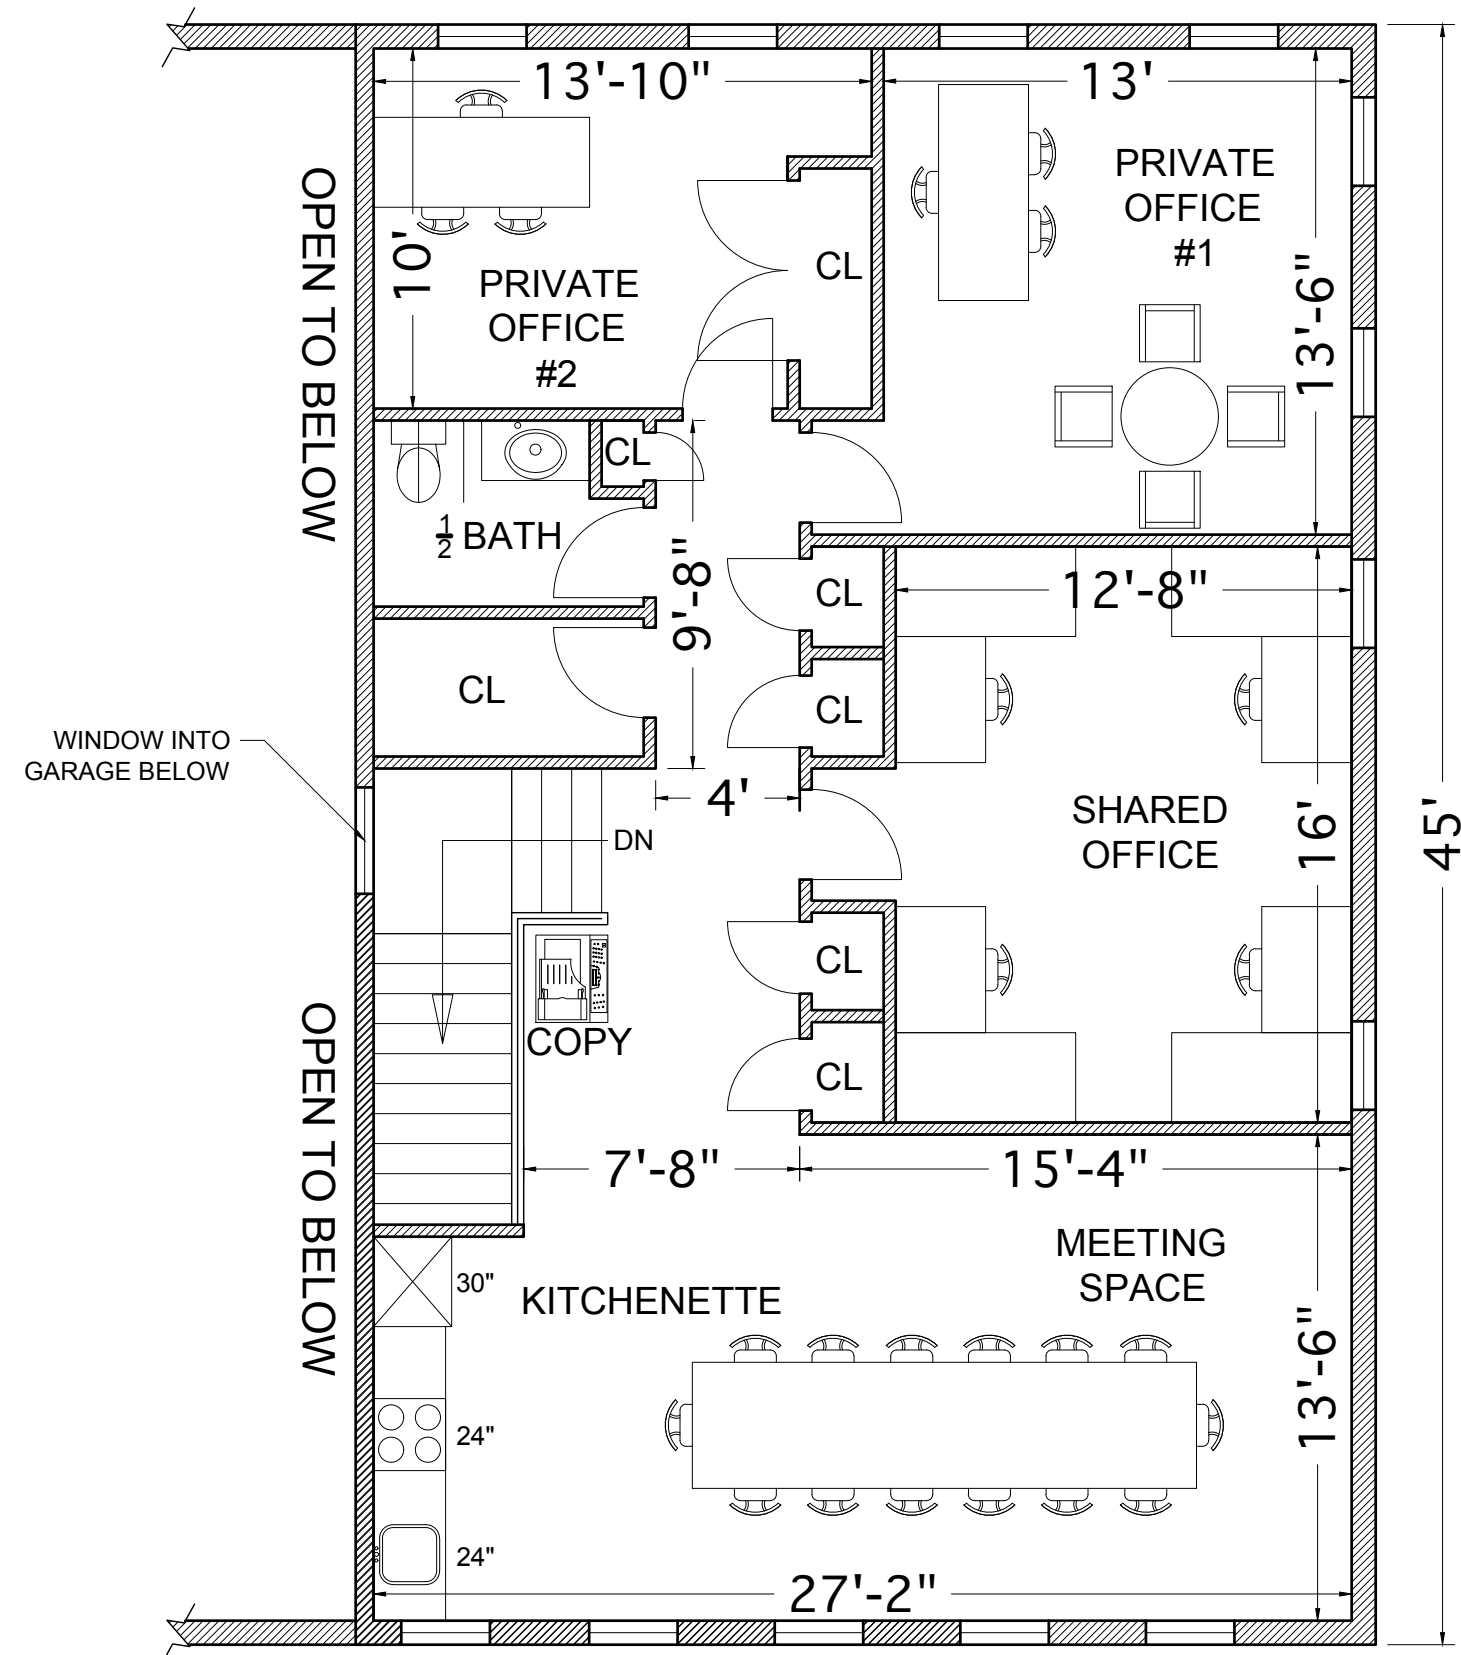 13'-10"
13'
OPEN TO BELOW
10'
PRIVATE
OFFICE
#2
CL
PRIVATE
OFFICE
#1
13'-6"
CL
1/2 BATH
9'-8"
CL
12'-8"
CL
CL
WINDOW INTO
GARAGE BELOW
4'
DN
SHARED
OFFICE
16'
45'
CL
COPY
CL
OPEN TO BELOW
7'-8"
15'-4"
MEETING
SPACE
30"
KITCHENETTE
13'-6"
24"
24"
27'-2"